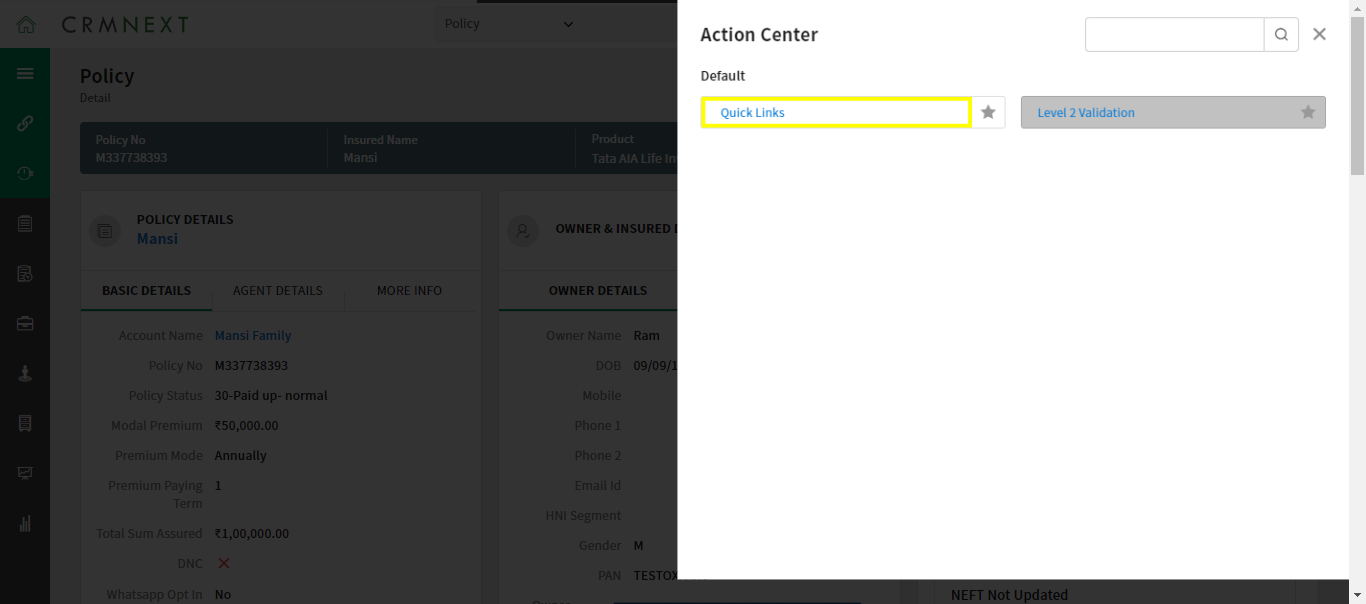 CRMNEXT
Policy
Action Center
Policy
Detail
Default
Quick Links
Level 2 Validation
Policy No
M337738393
Insured Name
Mansi
Product
Tata AIA Life In
POLICY DETAILS
Mansi
OWNER & INSURED
BASIC DETAILS
AGENT DETAILS
MORE INFO
OWNER DETAILS
Account Name Mansi Family
Policy No M337738393
Policy Status 30-Paid up- normal
Modal Premium ₹50,000.00
Premium Mode Annually
Premium Paying Term 1
Total Sum Assured ₹1,00,000.00
DNC
Whatsapp Opt In No
Owner Name Ram
DOB 09/09/1
Mobile
Phone 1
Phone 2
Email Id
HNI Segment
Gender M
PAN TESTO
Owner
NEFT Not Updated